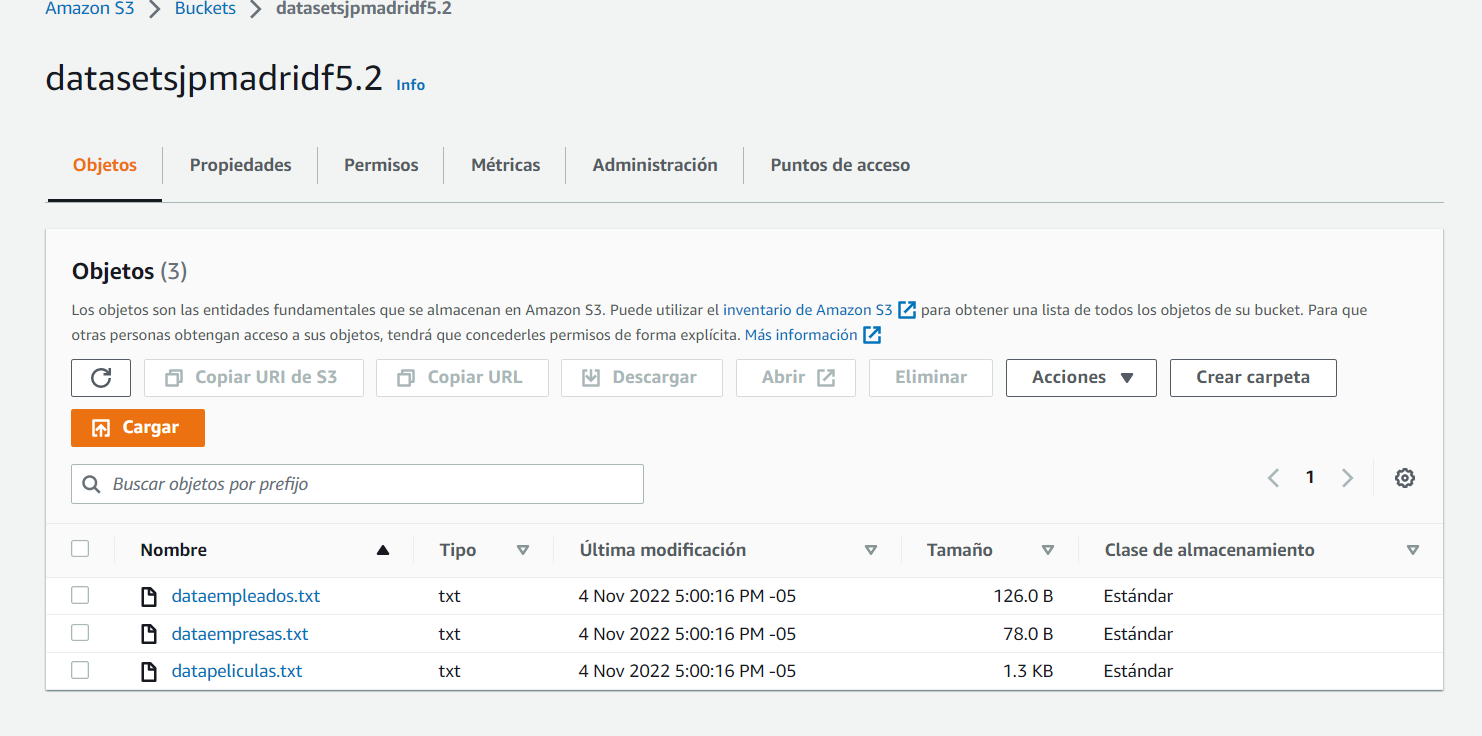 Amazon S3 > Buckets > datasetsjpmadridf5.2
datasetsjpmadridf5.2 Info
Objetos Propiedades Permisos Métricas Administración Puntos de acceso
Objetos (3)
Los objetos son las entidades fundamentales que se almacenan en Amazon S3. Puede utilizar el inventario de Amazon S3 para obtener una lista de todos los objetos de su bucket. Para que
otras personas obtengan acceso a sus objetos, tendrá que concederles permisos de forma explícita. Más información
Copiar URI de S3 Copiar URL Descargar Abrir Eliminar Acciones Crear carpeta
Cargar
Buscar objetos por prefijo 1
Nombre Tipo Última modificación Tamaño Clase de almacenamiento
dataempleados.txt txt 4 Nov 2022 5:00:16 PM -05 126.0 B Estándar
dataempresas.txt txt 4 Nov 2022 5:00:16 PM -05 78.0 B Estándar
datapeliculas.txt txt 4 Nov 2022 5:00:16 PM -05 1.3 KB Estándar